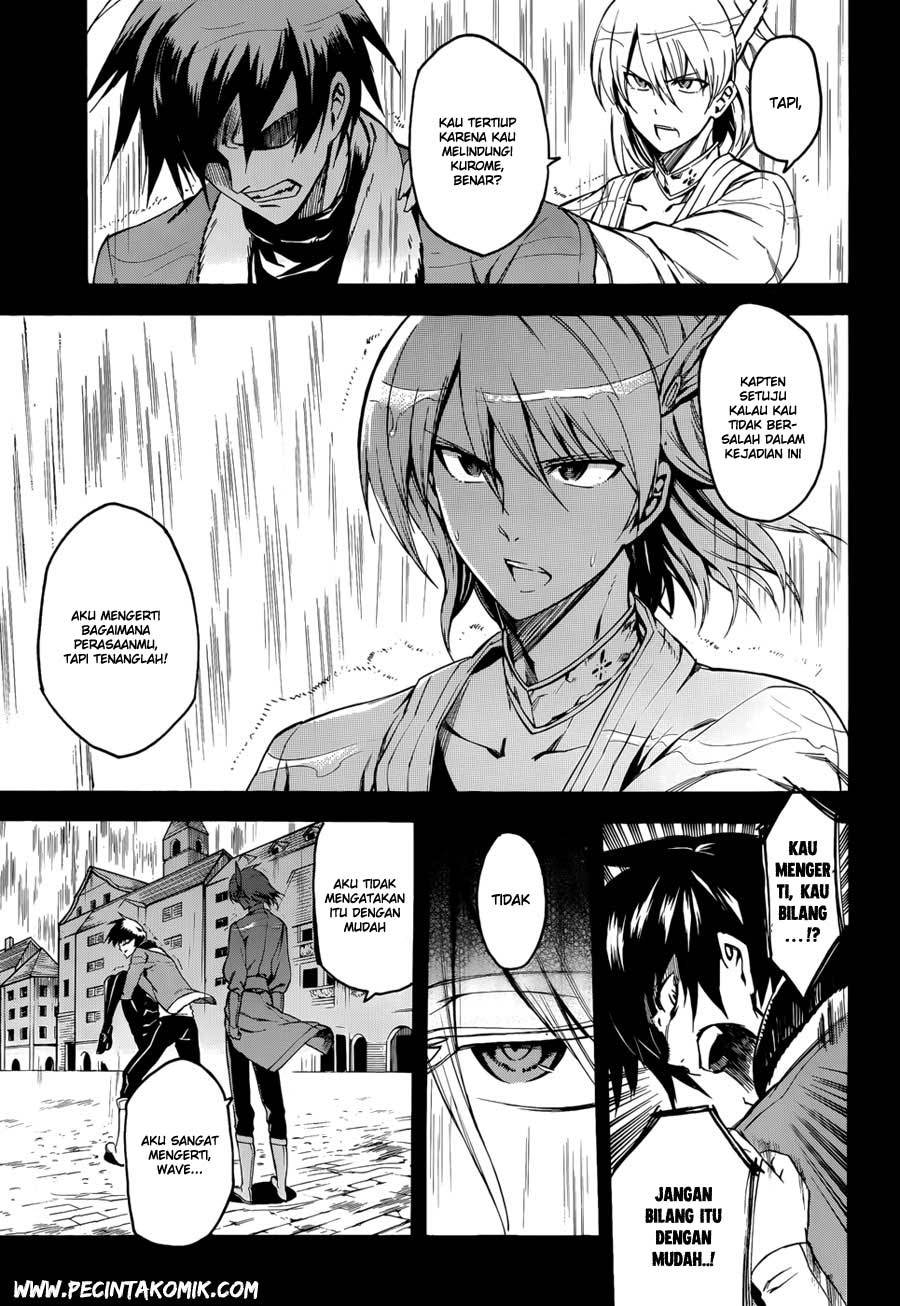 TAPI,
KAU TERTIUP
KARENA KAU
MELINDUNGI
KUROME,
BENAR?
KAPTEN
SETUJU
KALAU KAU
TIDAK BER-
SALAH DALAM
KEJADIAN INI
AKU MENGERTI
BAGAIMANA
PERASAANMU,
TAPI TENANGLAH!
KAU
MENGER
TI, KAU
BILANG
...!?
JANGAN
BILANG ITU
DENGAN
MUDAH..!
TIDAK
AKU TIDAK
MENGATAKAN
ITU DENGAN
MUDAH
AKU SANGAT
MENGERTI,
WAVE...
WWW.PECINTAKOMIK.COM